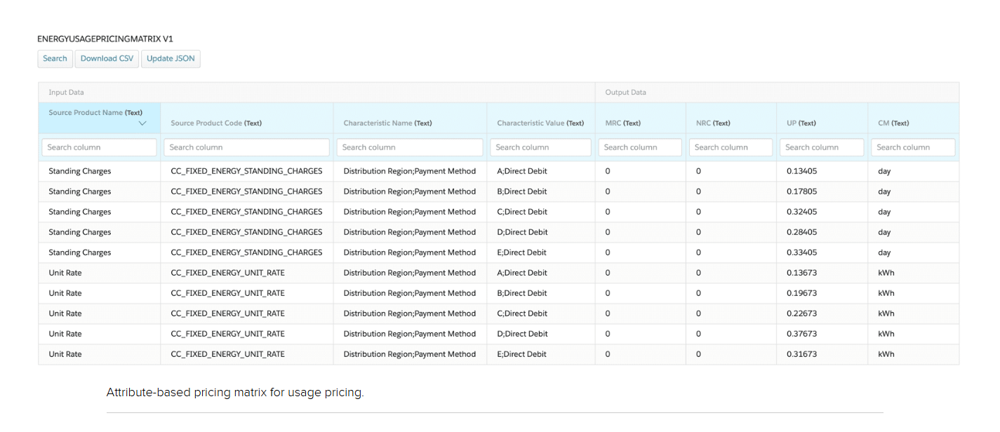 ENERGYUSAGEPRICINGMATRIX V1
Search Download CSV Update JSON
Input Data Output Data
Source Product Name (Text) Source Product Code (Text) Characteristic Name (Text) Characteristic Value (Text) MRC (Text) NRC (Text) UP (Text) CM (Text)
Search column Search column Search column Search column Search column Search column Search column Search column
Standing Charges CC_FIXED_ENERGY_STANDING_CHARGES Distribution Region;Payment Method A;Direct Debit 0 0 0.13405 day
Standing Charges CC_FIXED_ENERGY_STANDING_CHARGES Distribution Region;Payment Method B;Direct Debit 0 0 0.17805 day
Standing Charges CC_FIXED_ENERGY_STANDING_CHARGES Distribution Region;Payment Method C;Direct Debit 0 0 0.32405 day
Standing Charges CC_FIXED_ENERGY_STANDING_CHARGES Distribution Region;Payment Method D;Direct Debit 0 0 0.28405 day
Standing Charges CC_FIXED_ENERGY_STANDING_CHARGES Distribution Region;Payment Method E;Direct Debit 0 0 0.33405 day
Unit Rate CC_FIXED_ENERGY_UNIT_RATE Distribution Region;Payment Method A;Direct Debit 0 0 0.13673 kWh
Unit Rate CC_FIXED_ENERGY_UNIT_RATE Distribution Region;Payment Method B;Direct Debit 0 0 0.19673 kWh
Unit Rate CC_FIXED_ENERGY_UNIT_RATE Distribution Region;Payment Method C;Direct Debit 0 0 0.22673 kWh
Unit Rate CC_FIXED_ENERGY_UNIT_RATE Distribution Region;Payment Method D;Direct Debit 0 0 0.37673 kWh
Unit Rate CC_FIXED_ENERGY_UNIT_RATE Distribution Region;Payment Method E;Direct Debit 0 0 0.31673 kWh
Attribute-based pricing matrix for usage pricing.